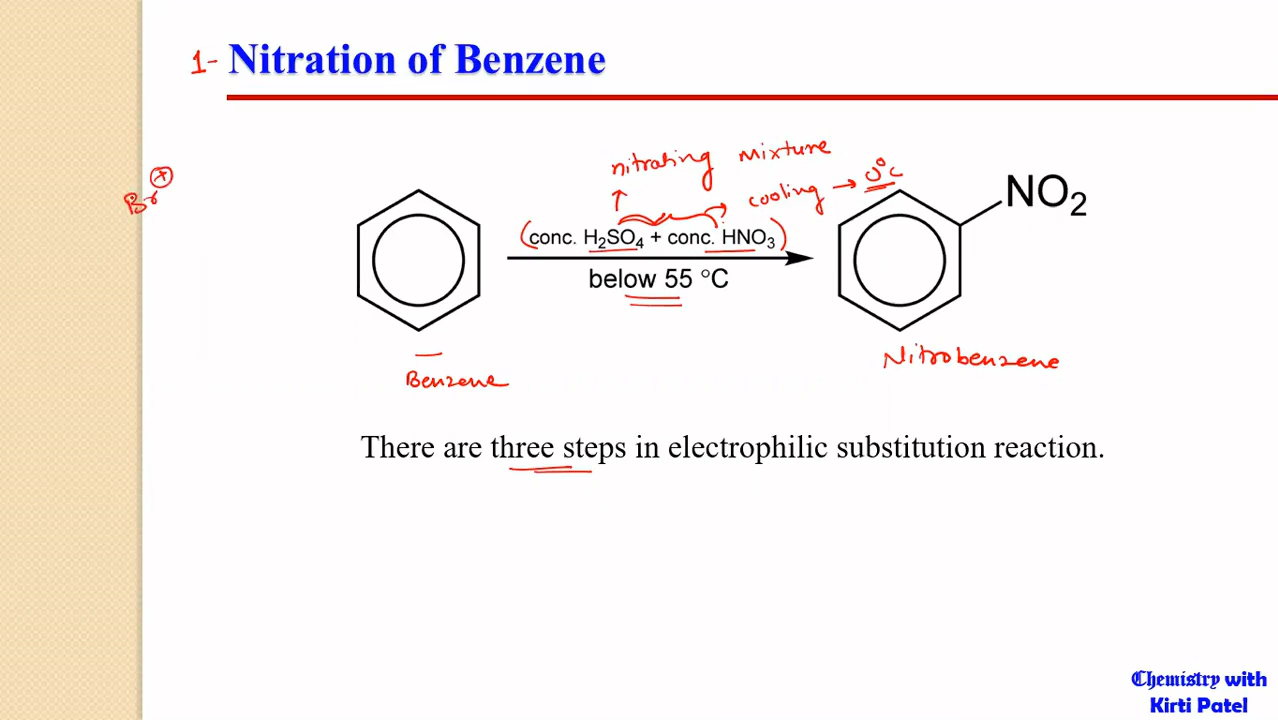 1- Nitration of Benzene
Br⊕
nitrating mixture
cooling → 0°C
NO₂
(conc. H₂SO₄ + conc. HNO₃)
below 55 °C
Benzene
Nitrobenzene
There are three steps in electrophilic substitution reaction.
Chemistry with
Kirti Patel